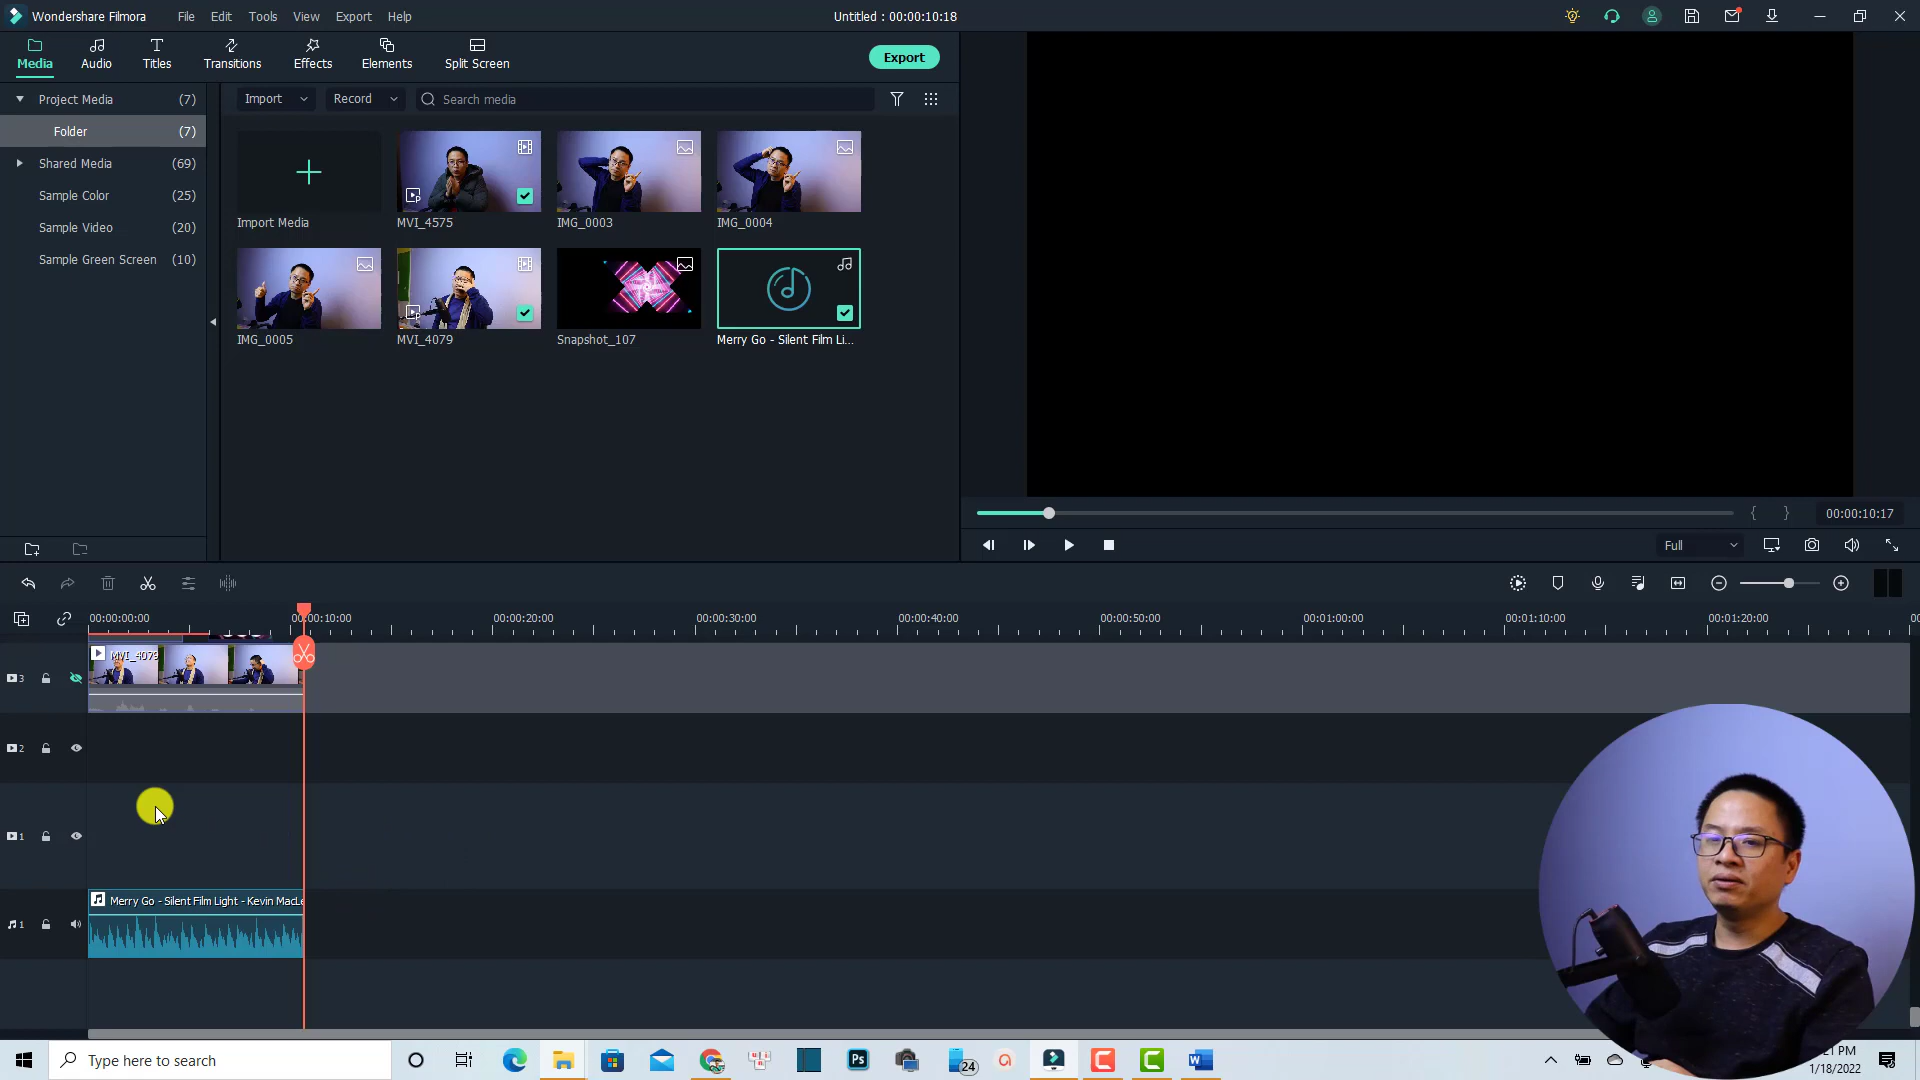 Wondershare Filmora
File
Edit
Tools
View
Export
Help
Untitled : 00:00:10:18
Media
Audio
Titles
Transitions
Effects
Elements
Split Screen
Export
Project Media (7)
Folder (7)
Shared Media (69)
Sample Color (25)
Sample Video (20)
Sample Green Screen (10)
Import
Record
Search media
Import Media
MVI_4575
IMG_0003
IMG_0004
IMG_0005
MVI_4079
Snapshot_107
Merry Go - Silent Film Li...
{ }
00:00:10:17
Full
00:00:00:00
00:00:10:00
00:00:20:00
00:00:30:00
00:00:40:00
00:00:50:00
00:01:00:00
00:01:10:00
00:01:20:00
3
MVI_4079
2
1
1
Merry Go - Silent Film Light - Kevin MacLe
Type here to search
Ps
24
21 PM
1/18/2022